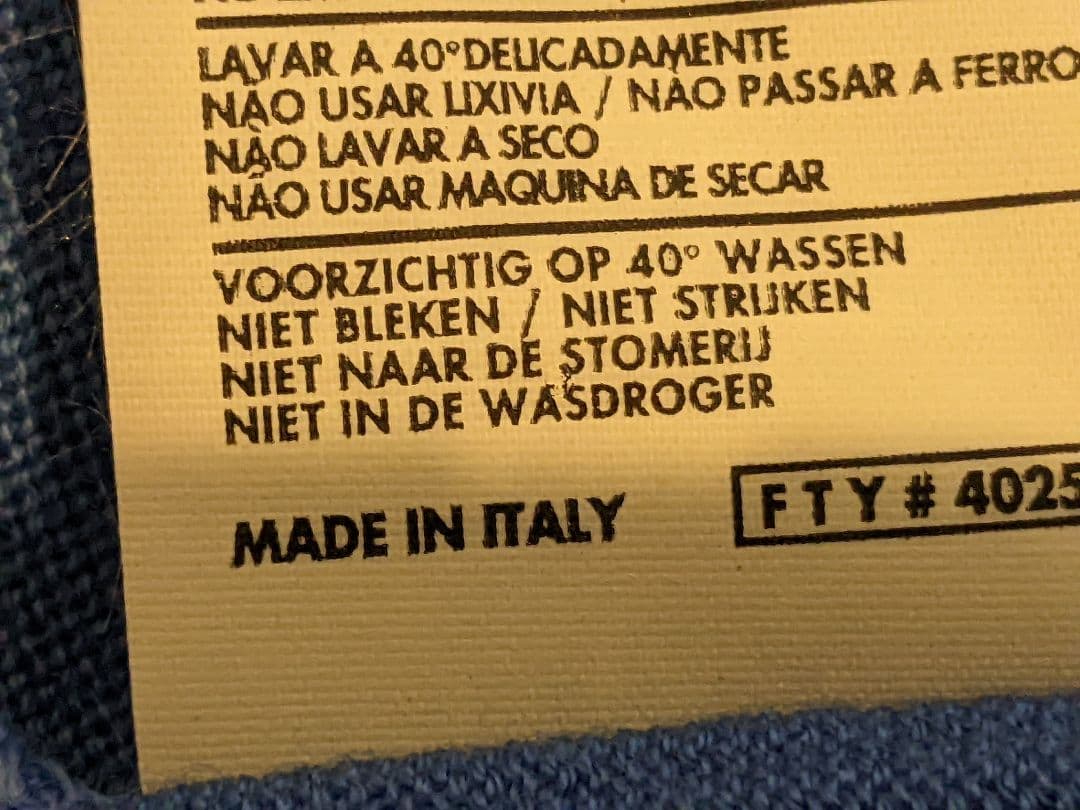 LAVAR A 40° DELICADAMENTE
NÃO USAR LIXIVIA / NÃO PASSAR A FERRO
NÃO LAVAR A SECO
NÃO USAR MAQUINA DE SECAR
VOORZICHTIG OP 40° WASSEN
NIET BLEKEN / NIET STRIJKEN
NIET NAAR DE STOMERIJ
NIET IN DE WASDROGER
MADE IN ITALY
FTY # 4025